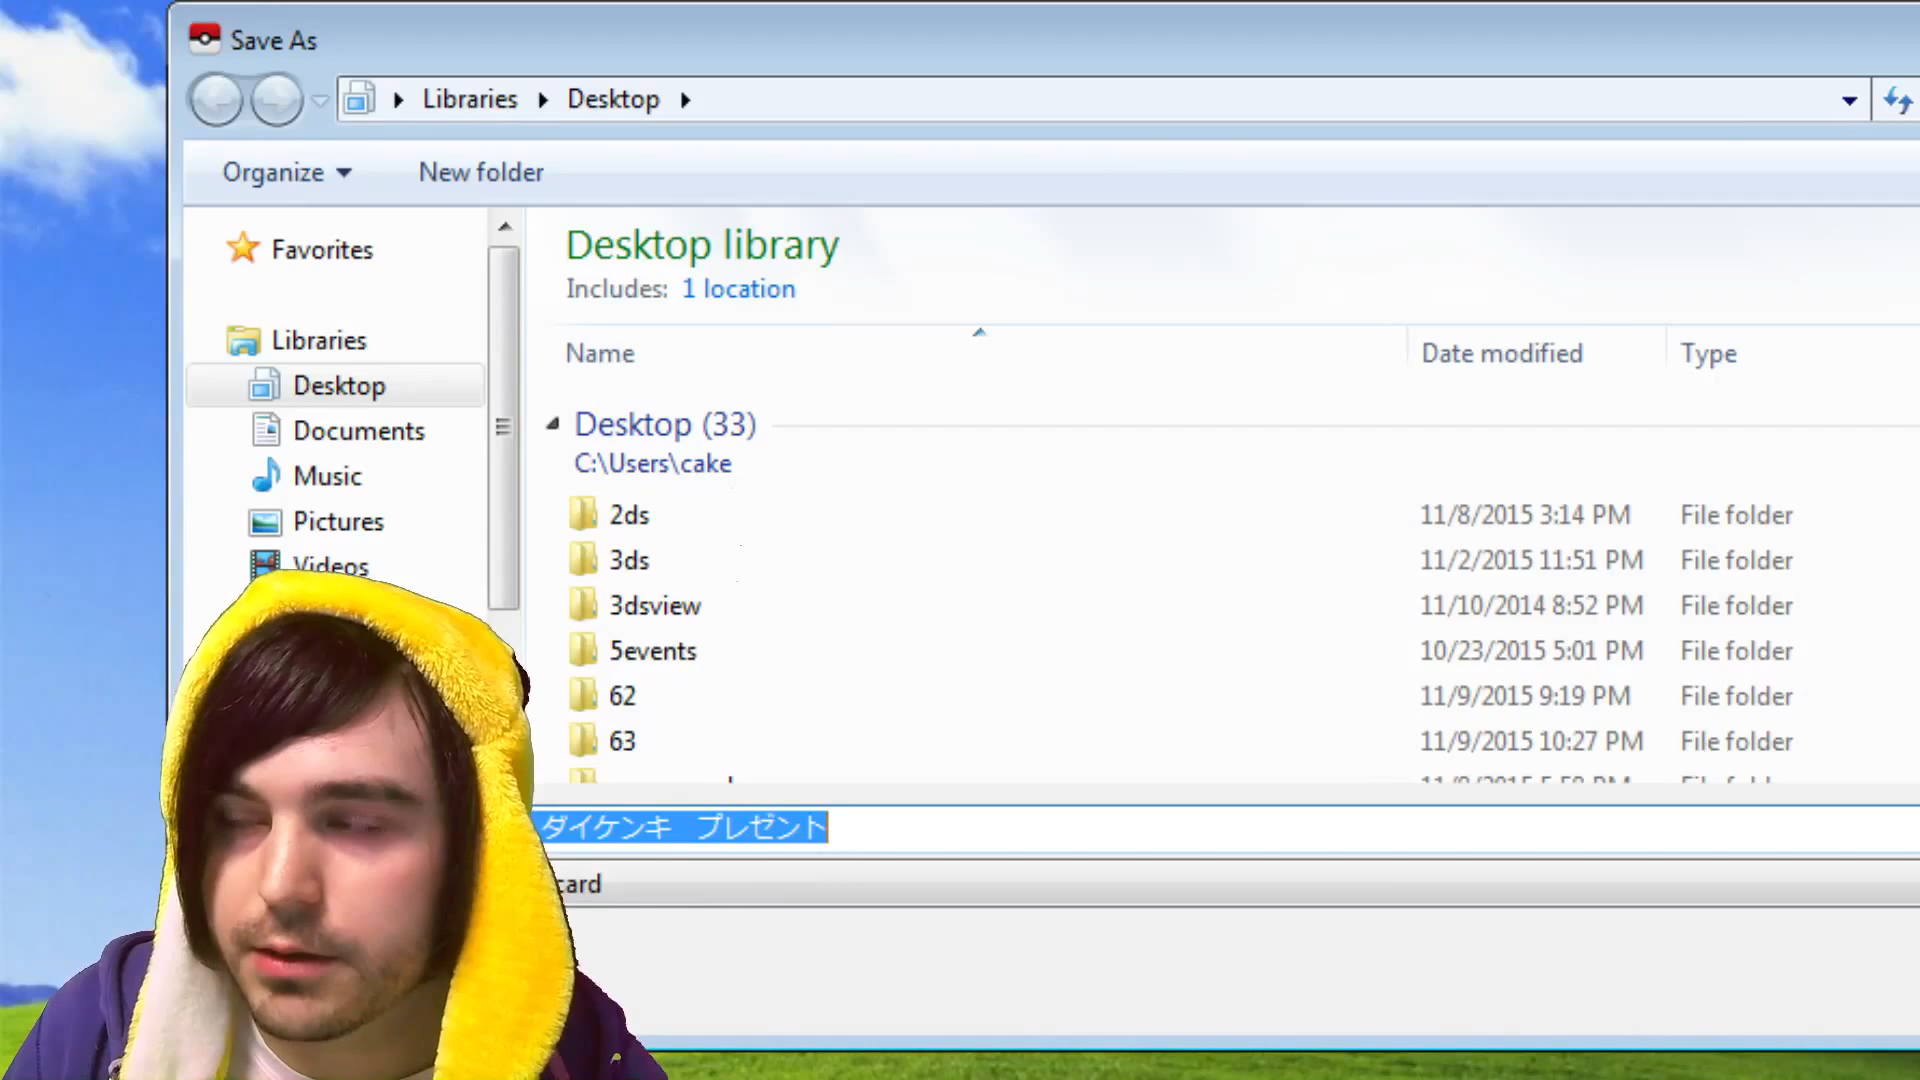 Save As
Libraries Desktop
Organize New folder
Favorites
Libraries
Desktop
Documents
Music
Pictures
Videos
Desktop library
Includes: 1 location
Name Date modified Type
Desktop (33)
C:\Users\cake
2ds 11/8/2015 3:14 PM File folder
3ds 11/2/2015 11:51 PM File folder
3dsview 11/10/2014 8:52 PM File folder
5events 10/23/2015 5:01 PM File folder
62 11/9/2015 9:19 PM File folder
63 11/9/2015 10:27 PM File folder
ダイケンキ　プレゼント
card